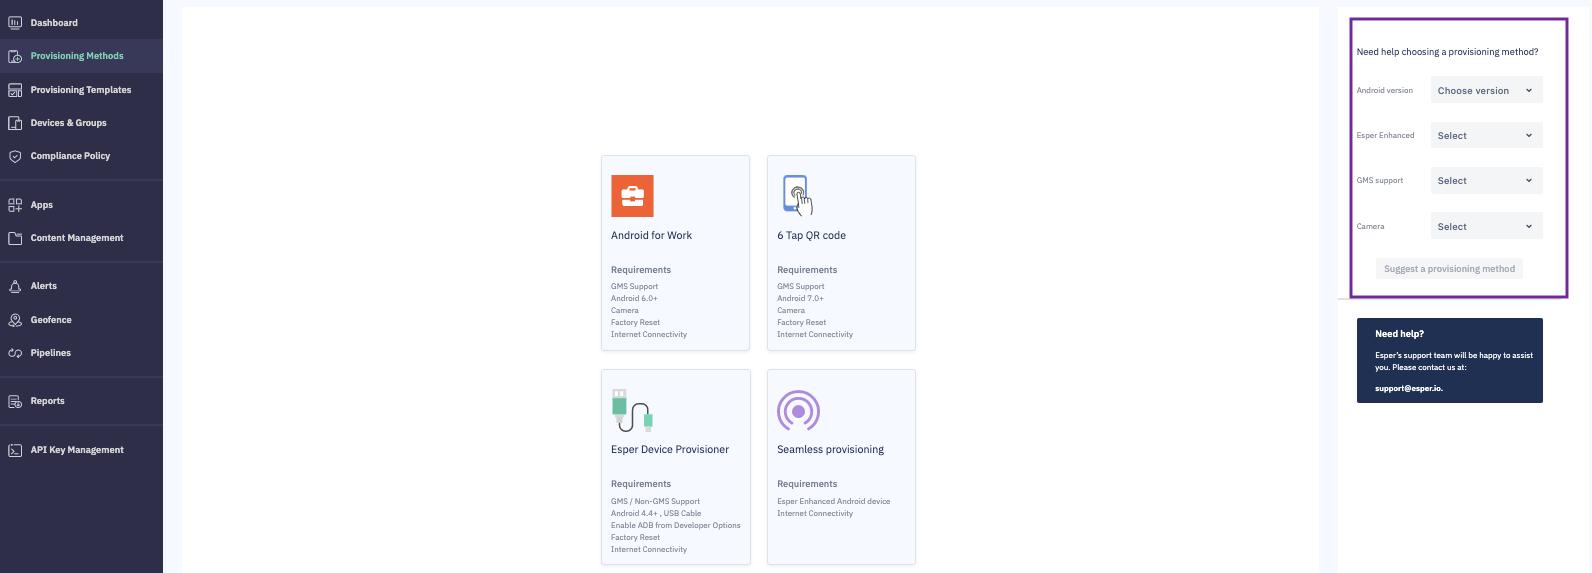 Dashboard
Provisioning Methods
Provisioning Templates
Devices & Groups
Compliance Policy
Apps
Content Management
Alerts
Geofence
Pipelines
Reports
API Key Management
Android for Work
Requirements
GMS Support
Android 6.0+
Camera
Factory Reset
Internet Connectivity
6 Tap QR code
Requirements
GMS Support
Android 7.0+
Camera
Factory Reset
Internet Connectivity
Esper Device Provisioner
Requirements
GMS / Non-GMS Support
Android 4.4+ , USB Cable
Enable ADB from Developer Options
Factory Reset
Internet Connectivity
Seamless provisioning
Requirements
Esper Enhanced Android device
Internet Connectivity
Need help choosing a provisioning method?
Android version Choose version
Esper Enhanced Select
GMS support Select
Camera Select
Suggest a provisioning method
Need help?
Esper's support team will be happy to assist
you. Please contact us at:
support@esper.io.